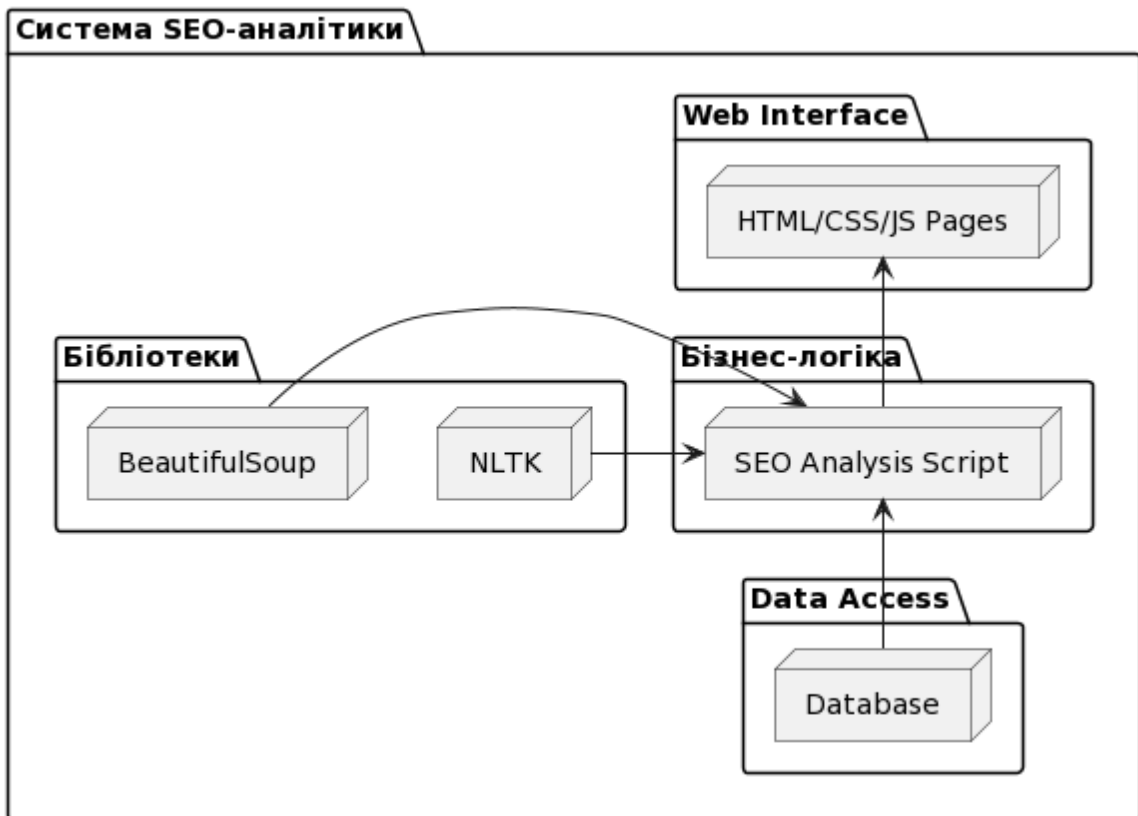 Система SEO-аналітики
Web Interface
HTML/CSS/JS Pages
Бібліотеки
Бізнес-логіка
BeautifulSoup
NLTK
SEO Analysis Script
Data Access
Database